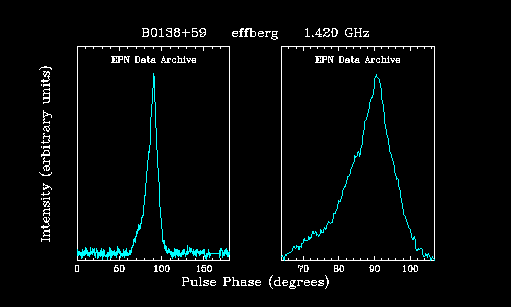 B0138+59 effberg 1.420 GHz
EPN Data Archive EPN Data Archive
Intensity (arbitrary units)
0 50 100 150 70 80 90 100
Pulse Phase (degrees)